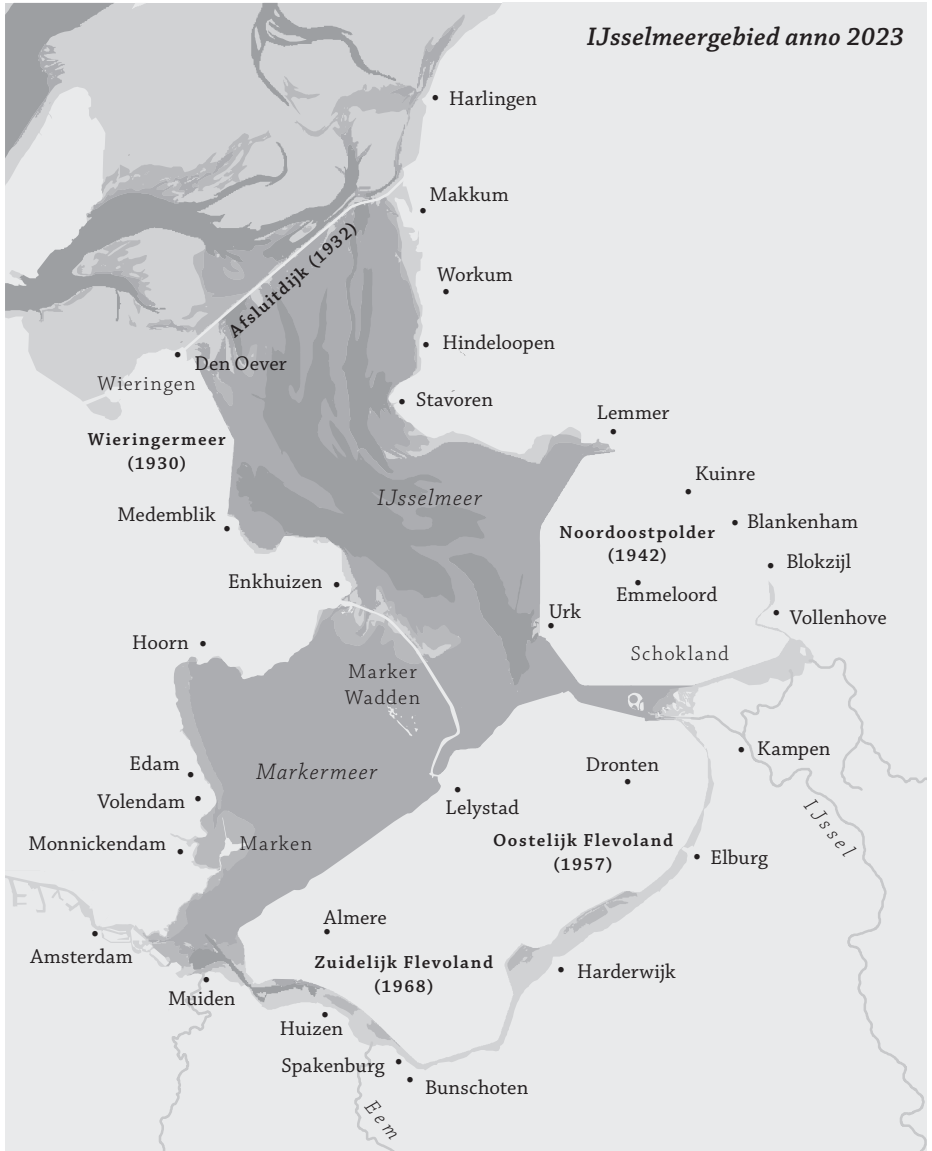 IJsselmeergebied anno 2023
Harlingen
Makkum
Afsluitdijk (1932)
Workum
Hindeloopen
Den Oever
Wieringen
Stavoren
Lemmer
Wieringermeer
(1930)
Kuinre
IJsselmeer
Medemblik
Blankenham
Noordoostpolder
(1942)
Blokzijl
Enkhuizen
Emmeloord
Urk
Vollenhove
Hoorn
Schokland
Marker
Wadden
Kampen
Edam
Markermeer
Dronten
Volendam
Lelystad
IJssel
Monnickendam
Marken
Oostelijk Flevoland
(1957)
Elburg
IJ
Almere
Amsterdam
Zuidelijk Flevoland
(1968)
Harderwijk
Muiden
Huizen
Spakenburg
Bunschoten
Eem